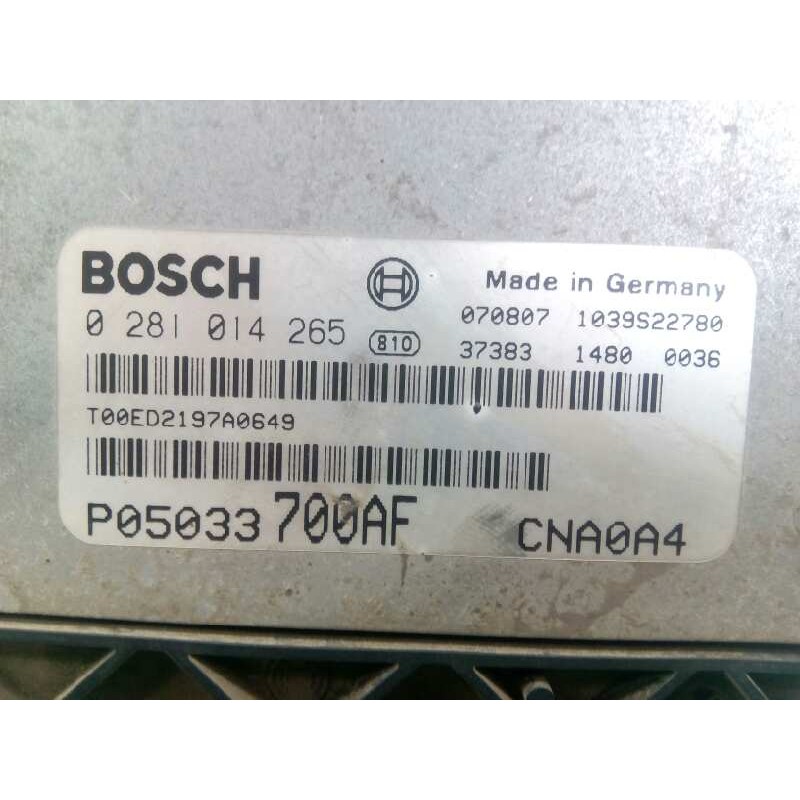 BOSCH
Made in Germany
0 281 014 265
810
070807 1039S22780
37383 1480 0036
T00ED2197A0649
P05033700AF CNA0A4